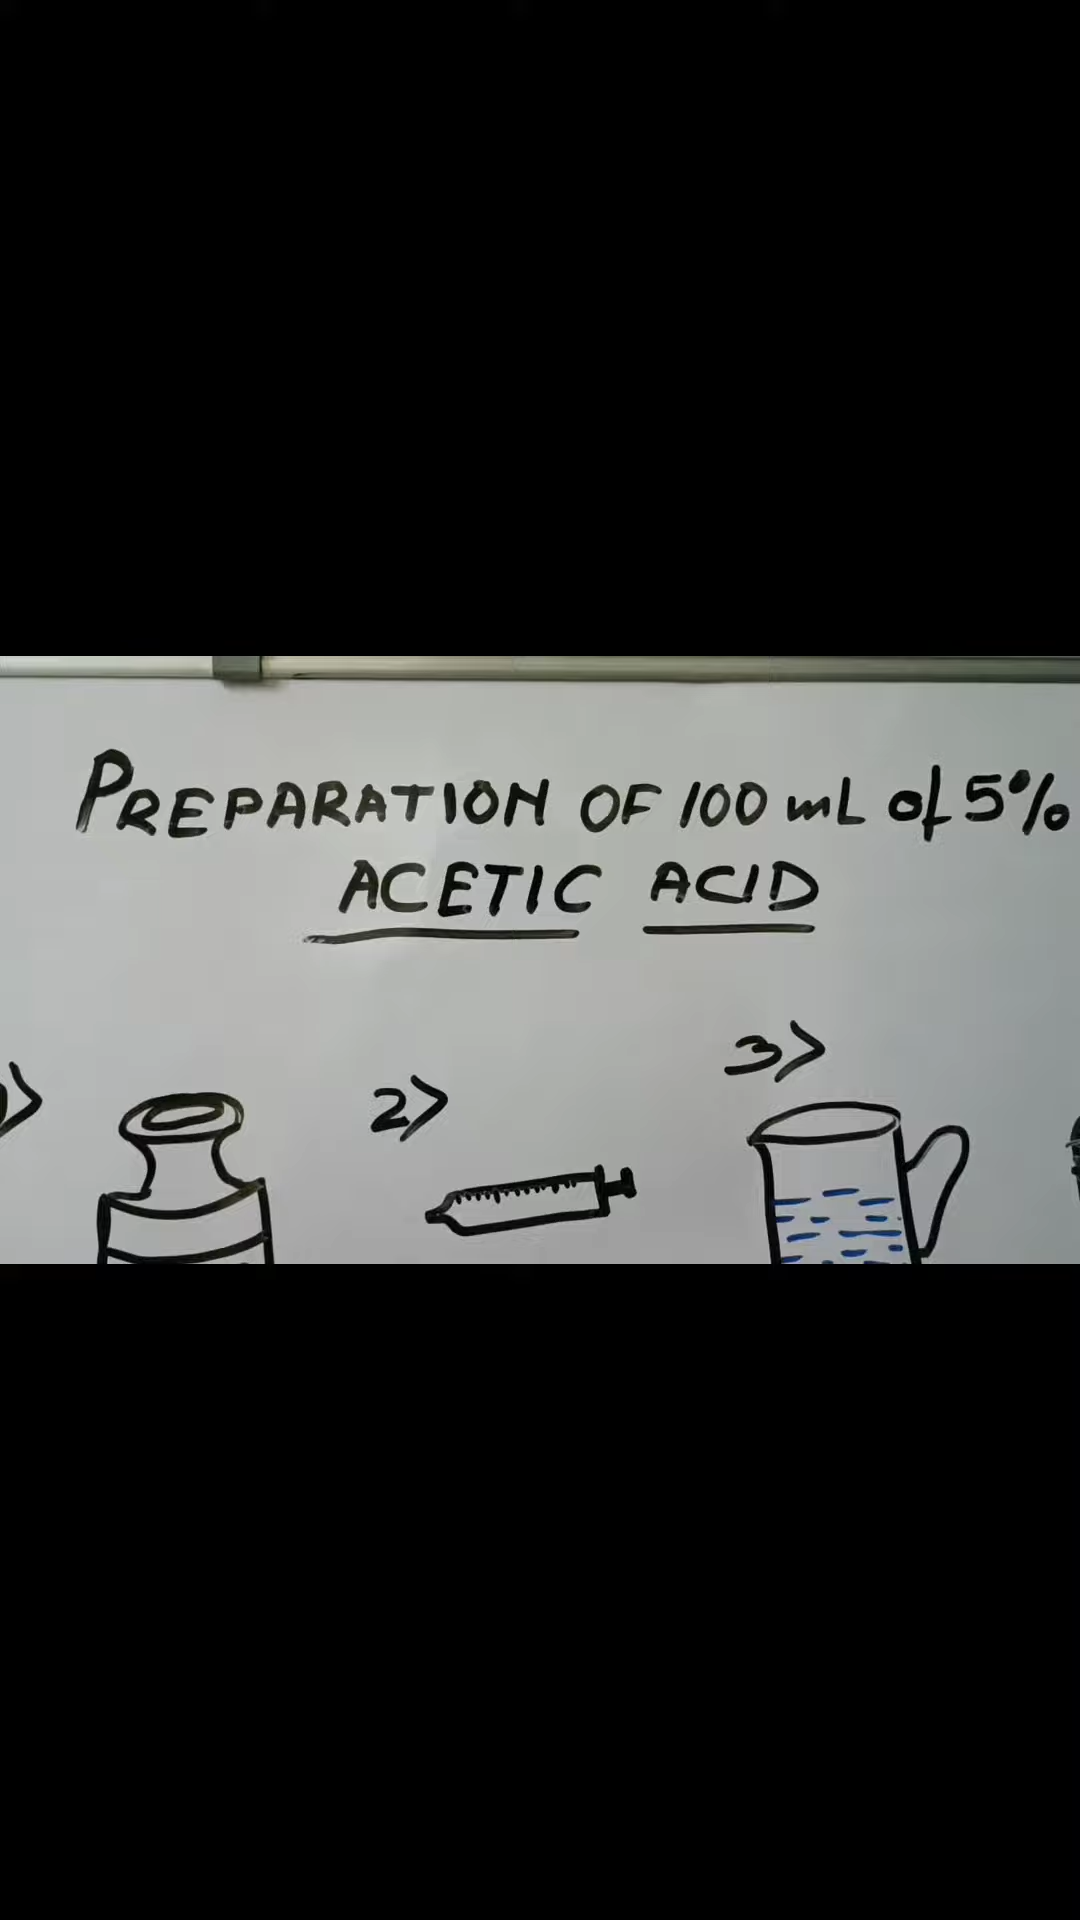 PREPARATION OF 100 mL of 5%
ACETIC ACID
2>
3>